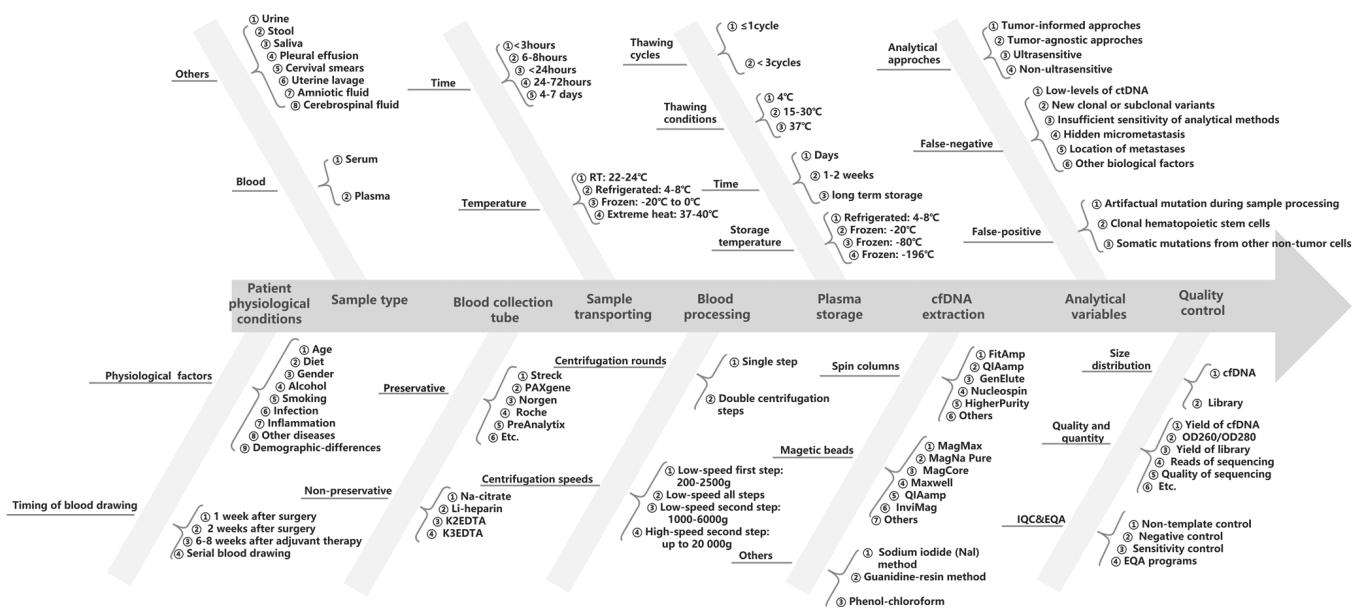 Others
① Urine
② Stool
③ Saliva
④ Pleural effusion
⑤ Cervival smears
⑥ Uterine lavage
⑦ Amniotic fluid
⑧ Cerebrospinal fluid
Blood
① Serum
② Plasma
Time
① <3hours
② 6-8hours
③ <24hours
④ 24-72hours
⑤ 4-7 days
Temperature
① RT: 22-24℃
② Refrigerated: 4-8℃
③ Frozen: -20℃ to 0℃
④ Extreme heat: 37-40℃
Thawing
cycles
① ≤1cycle
② < 3cycles
Thawing
conditions
① 4℃
② 15-30℃
③ 37℃
Time
① Days
② 1-2 weeks
③ long term storage
Storage
temperature
① Refrigerated: 4-8℃
② Frozen: -20℃
③ Frozen: -80℃
④ Frozen: -196℃
Analytical
approches
① Tumor-informed approches
② Tumor-agnostic approches
③ Ultrasensitive
④ Non-ultrasensitive
False-negative
① Low-levels of ctDNA
② New clonal or subclonal variants
③ Insufficient sensitivity of analytical methods
④ Hidden micrometastasis
⑤ Location of metastases
⑥ Other biological factors
False-positive
① Artifactual mutation during sample processing
② Clonal hematopoietic stem cells
③ Somatic mutations from other non-tumor cells
Patient
physiological
conditions
Sample type
Blood collection
tube
Sample
transporting
Blood
processing
Plasma
storage
cfDNA
extraction
Analytical
variables
Quality
control
Physiological factors
① Age
② Diet
③ Gender
④ Alcohol
⑤ Smoking
⑥ Infection
⑦ Inflammation
⑧ Other diseases
⑨ Demographic-differences
Timing of blood drawing
① 1 week after surgery
② 2 weeks after surgery
③ 6-8 weeks after adjuvant therapy
④ Serial blood drawing
Preservative
① Streck
② PAXgene
③ Norgen
④ Roche
⑤ PreAnalytix
⑥ Etc.
Non-preservative
① Na-citrate
② Li-heparin
③ K2EDTA
④ K3EDTA
Centrifugation rounds
① Single step
② Double centrifugation
steps
Centrifugation speeds
① Low-speed first step:
200-2500g
② Low-speed all steps
③ Low-speed second step:
1000-6000g
④ High-speed second step:
up to 20 000g
Spin columns
① FitAmp
② QIAamp
③ GenElute
④ Nucleospin
⑤ HigherPurity
⑥ Others
Magetic beads
① MagMax
② MagNa Pure
③ MagCore
④ Maxwell
⑤ QIAamp
⑥ InviMag
⑦ Others
Others
① Sodium iodide (NaI)
method
② Guanidine-resin method
③ Phenol-chloroform
Size
distribution
① cfDNA
② Library
Quality and
quantity
① Yield of cfDNA
② OD260/OD280
③ Yield of library
④ Reads of sequencing
⑤ Quality of sequencing
⑥ Etc.
IQC&EQA
① Non-template control
② Negative control
③ Sensitivity control
④ EQA programs